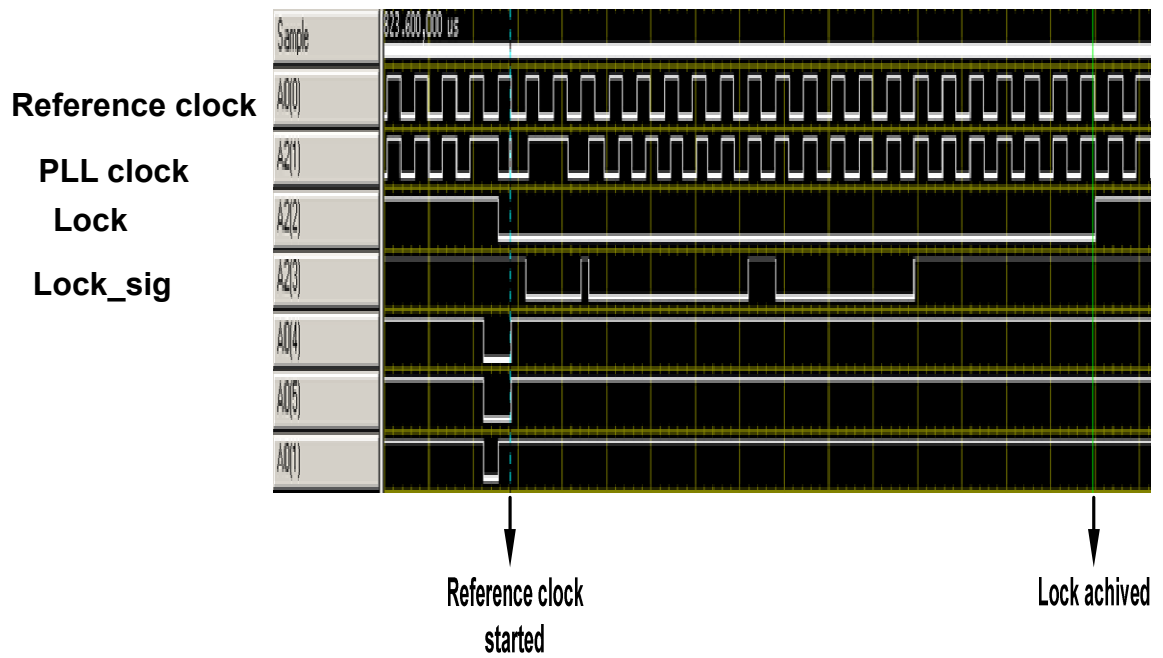 Sample
823.600,000 us
Reference clock
A0(0)
PLL clock
A2(1)
Lock
A2(2)
Lock_sig
A2(3)
A0(4)
A0(5)
A0(1)
Reference clock
started
Lock achived